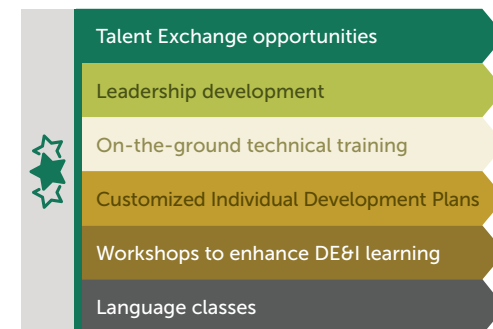 Talent Exchange opportunities
Leadership development
On-the-ground technical training
Customized Individual Development Plans
Workshops to enhance DE&I learning
Language classes